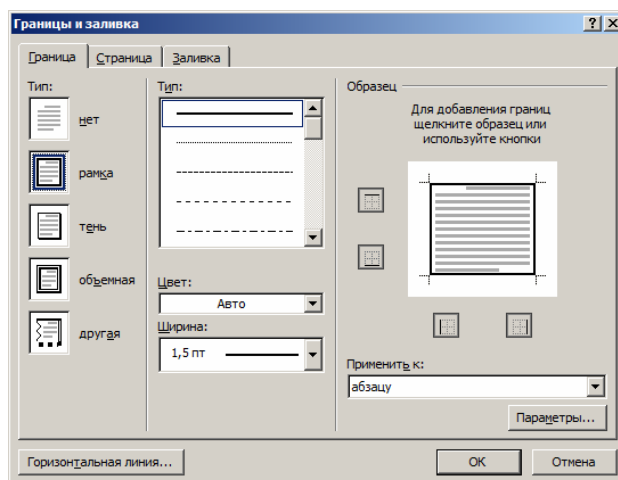 Границы и заливка
Граница
Страница
Заливка
Тип:
нет
рамка
тень
объемная
другая
Тип:
Цвет:
Авто
Ширина:
1,5 пт
Образец
Для добавления границ
щелкните образец или
используйте кнопки
Применить к:
абзацу
Параметры...
Горизонтальная линия...
ОК
Отмена